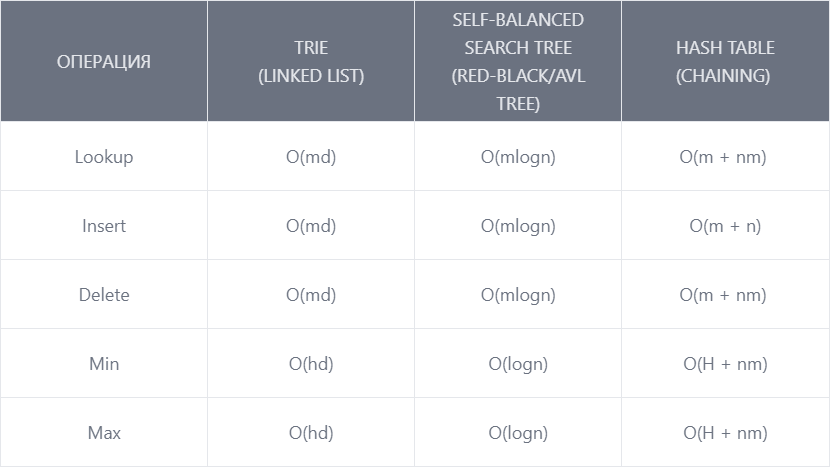 ОПЕРАЦИЯ
TRIE
(LINKED LIST)
SELF-BALANCED
SEARCH TREE
(RED-BLACK/AVL
TREE)
HASH TABLE
(CHAINING)
Lookup
O(md)
O(mlogn)
O(m + nm)
Insert
O(md)
O(mlogn)
O(m + n)
Delete
O(md)
O(mlogn)
O(m + nm)
Min
O(hd)
O(logn)
O(H + nm)
Max
O(hd)
O(logn)
O(H + nm)